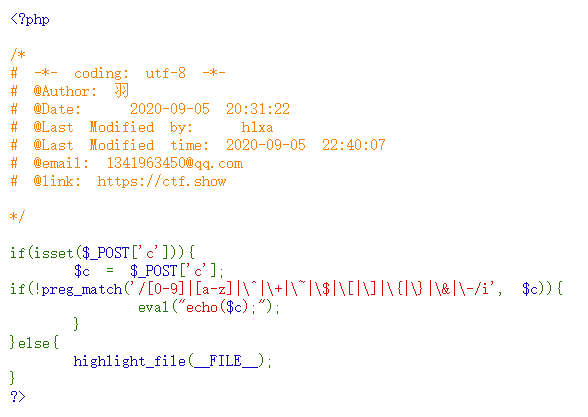 <?php
/*
# -*- coding: utf-8 -*-
# @Author: 羽
# @Date: 2020-09-05 20:31:22
# @Last Modified by: h1xa
# @Last Modified time: 2020-09-05 22:40:07
# @email: 1341963450@qq.com
# @link: https://ctf.show
*/
if(isset($_POST['c'])){
$c = $_POST['c'];
if(!preg_match('/[0-9]|[a-z]|\^|\+|\~|\$|\[|\]|\{|\}|\&|\-/i', $c)){
eval("echo($c);");
}
}else{
highlight_file(__FILE__);
}
?>